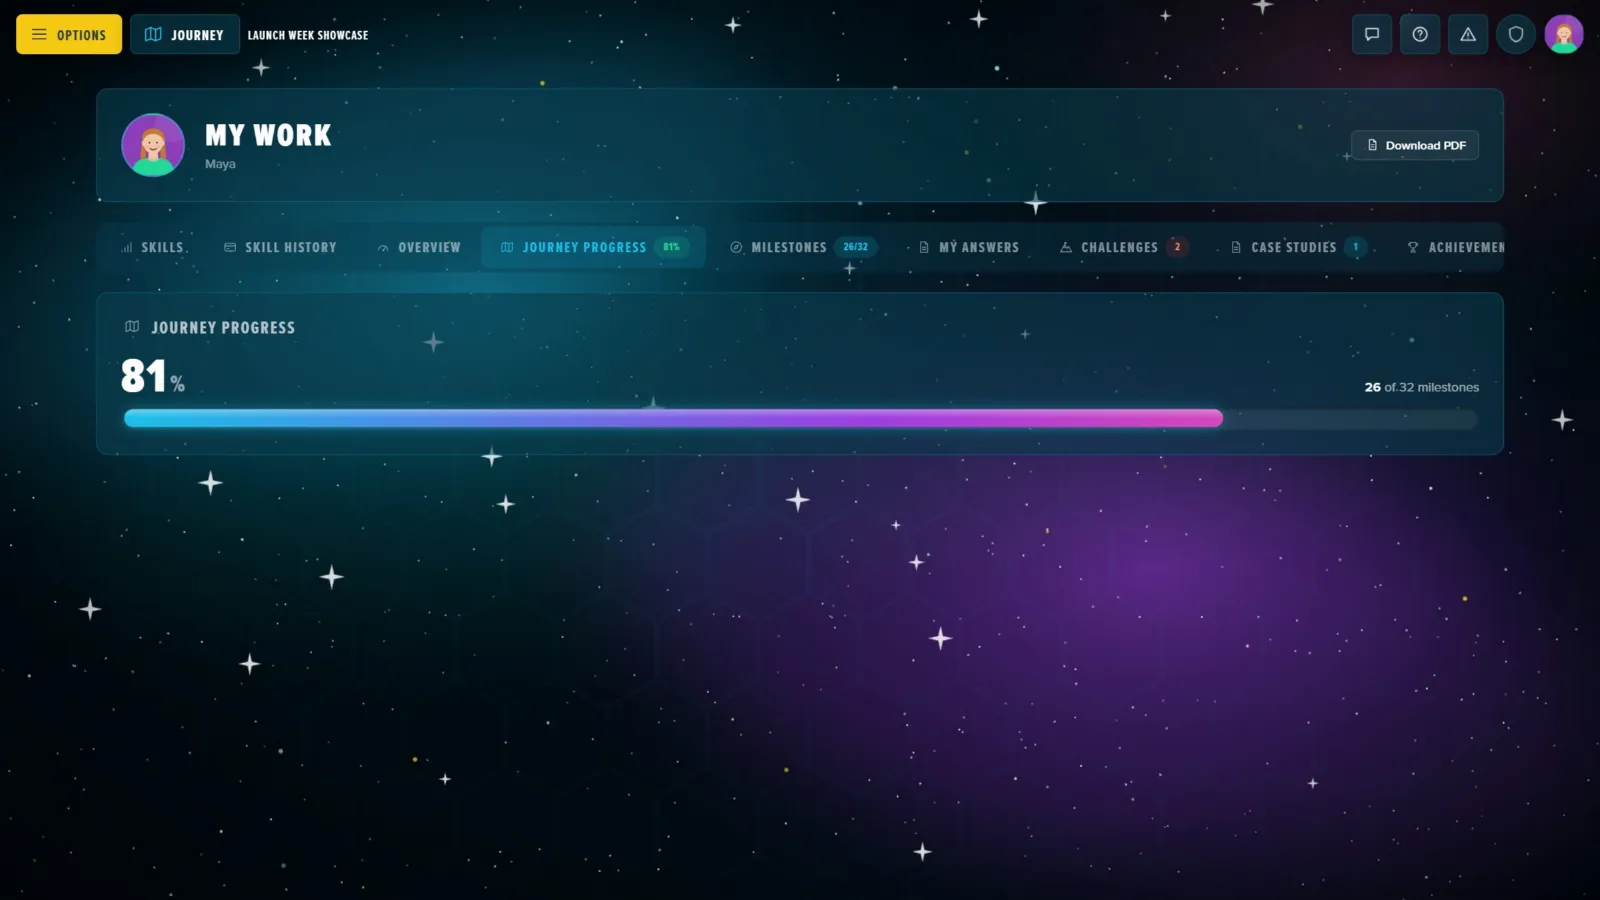 OPTIONS
JOURNEY
LAUNCH WEEK SHOWCASE
MY WORK
Maya
Download PDF
SKILLS
SKILL HISTORY
OVERVIEW
JOURNEY PROGRESS 81%
MILESTONES 26/32
MY ANSWERS
CHALLENGES 2
CASE STUDIES 1
ACHIEVEMEN
JOURNEY PROGRESS
81%
26 of 32 milestones